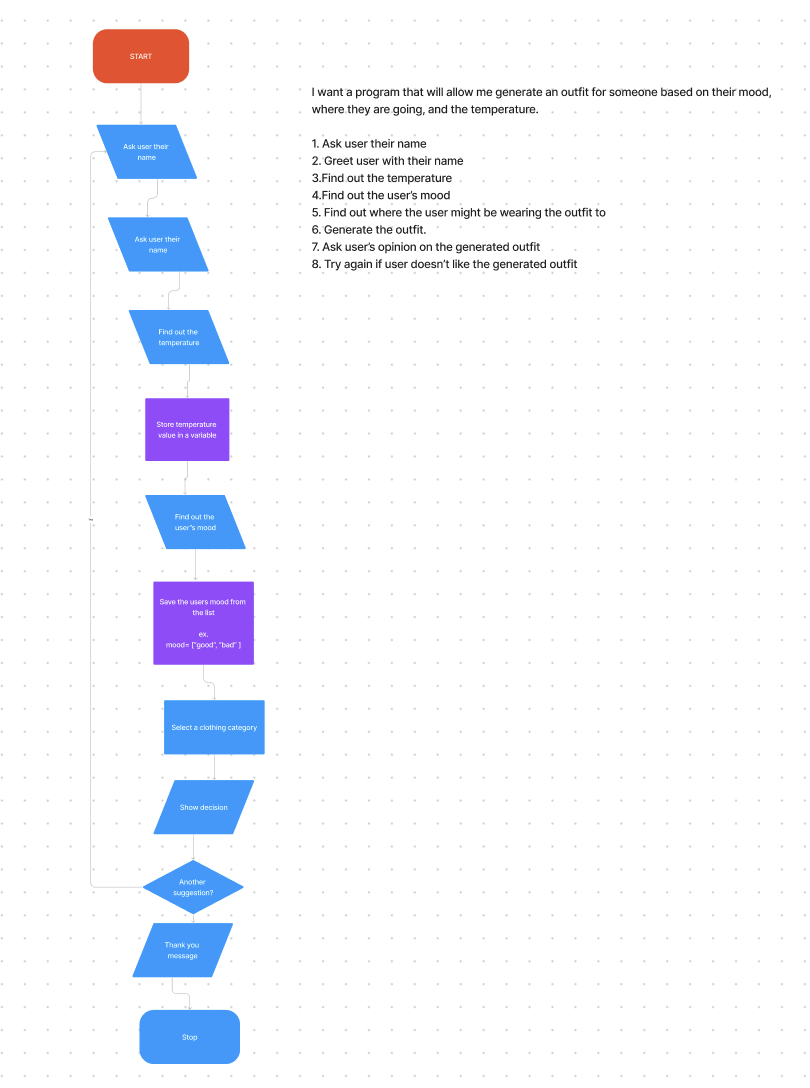 START
I want a program that will allow me generate an outfit for someone based on their mood,
where they are going, and the temperature.
1. Ask user their name
2. Greet user with their name
3.Find out the temperature
4.Find out the user's mood
5. Find out where the user might be wearing the outfit to
6. Generate the outfit.
7. Ask user's opinion on the generated outfit
8. Try again if user doesn't like the generated outfit
Ask user their
name
Ask user their
name
Find out the
temperature
Store temperature
value in a variable
Find out the
user"s mood
Save the users mood from
the list
ex.
mood= ["good", "bad" ]
Select a clothing category
Show decision
Another
suggestion?
Thank you
message
Stop